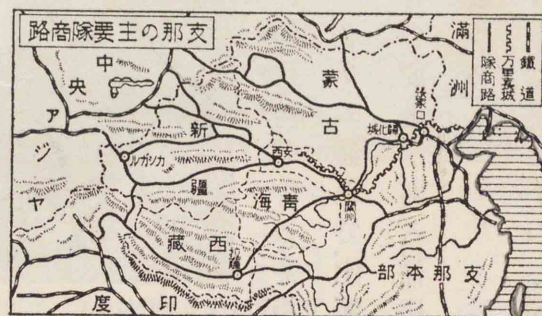 支那の主要隊商路
鐵道
万里長城
隊商路
滿洲
蒙古
中央アジヤ
新疆
青海
西藏
印度
支那本部
張家口
歸化城
安西
蘭州
カシガル
拉薩